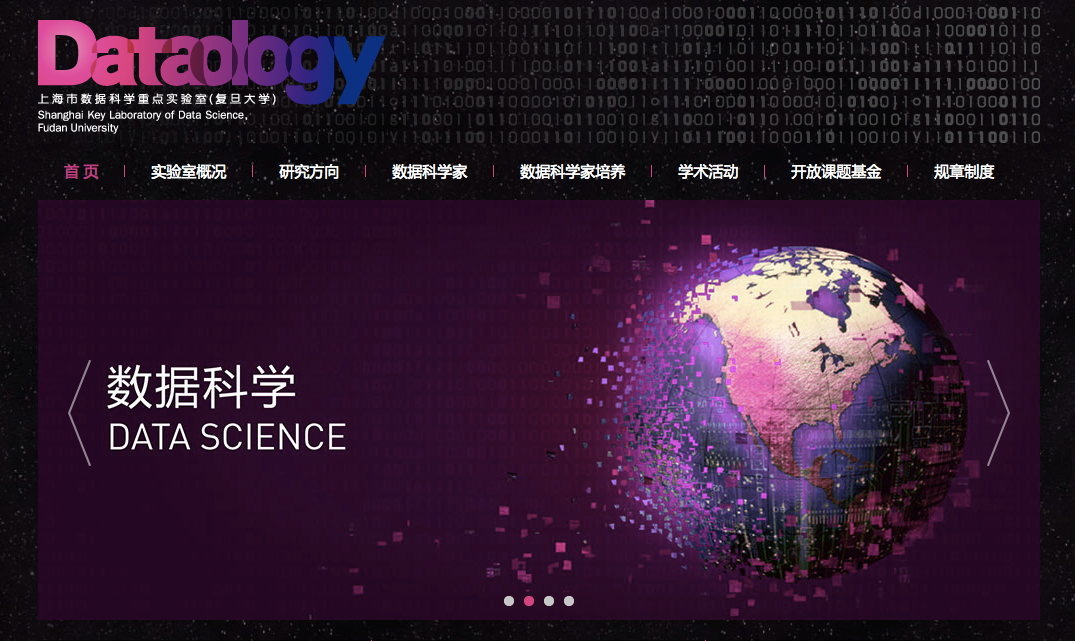 Dataology
上海市数据科学重点实验室(复旦大学)
Shanghai Key Laboratory of Data Science,
Fudan University
首 页 | 实验室概况 | 研究方向 | 数据科学家 | 数据科学家培养 | 学术活动 | 开放课题基金 | 规章制度
数据科学
DATA SCIENCE